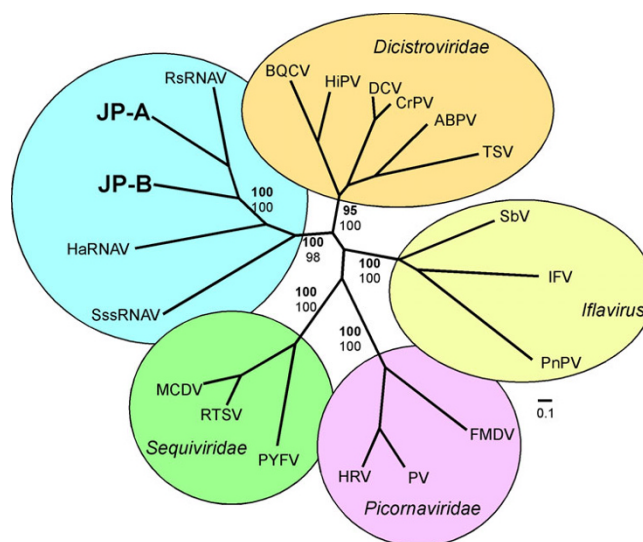 Dicistroviridae
BQCV
HiPV
DCV
CrPV
ABPV
TSV
RsRNAV
JP-A
JP-B
HaRNAV
SssRNAV
100
100
95
100
100
98
100
100
100
100
100
100
SbV
IFV
PnPV
Iflavirus
0.1
MCDV
RTSV
PYFV
Sequiviridae
FMDV
HRV
PV
Picornaviridae